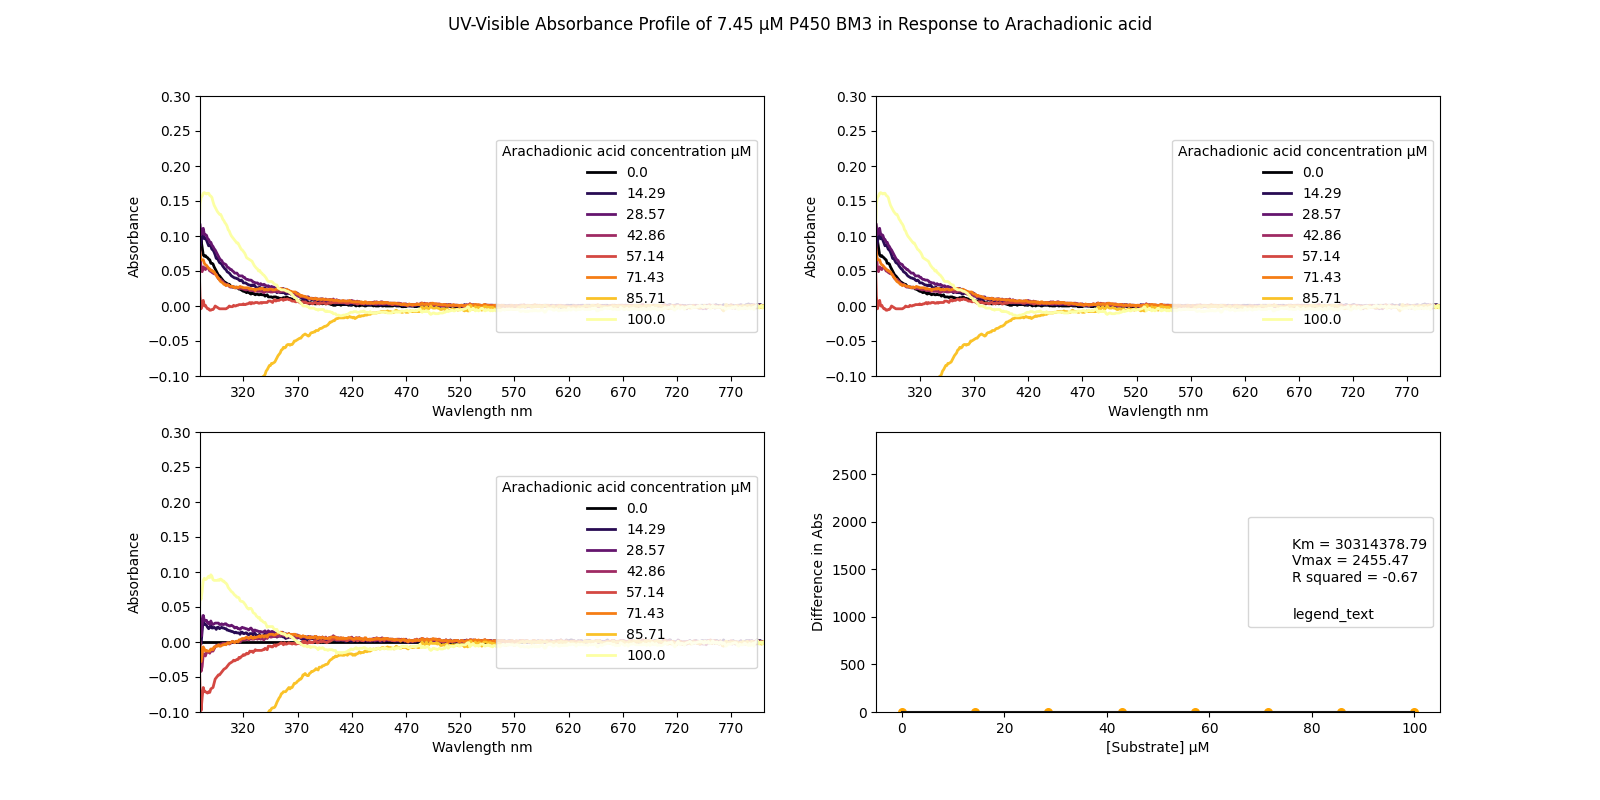 UV-Visible Absorbance Profile of 7.45 µM P450 BM3 in Response to Arachadionic acid
0.30
0.25
0.20
0.15
0.10
0.05
0.00
−0.05
−0.10
Absorbance
Arachadionic acid concentration µM
0.0
14.29
28.57
42.86
57.14
71.43
85.71
100.0
320 370 420 470 520 570 620 670 720 770
Wavlength nm
0.30
0.25
0.20
0.15
0.10
0.05
0.00
−0.05
−0.10
Absorbance
Arachadionic acid concentration µM
0.0
14.29
28.57
42.86
57.14
71.43
85.71
100.0
320 370 420 470 520 570 620 670 720 770
Wavlength nm
0.30
0.25
0.20
0.15
0.10
0.05
0.00
−0.05
−0.10
Absorbance
Arachadionic acid concentration µM
0.0
14.29
28.57
42.86
57.14
71.43
85.71
100.0
320 370 420 470 520 570 620 670 720 770
Wavlength nm
2500
2000
1500
1000
500
0
Difference in Abs
Km = 30314378.79
Vmax = 2455.47
R squared = -0.67
legend_text
0 20 40 60 80 100
[Substrate] µM